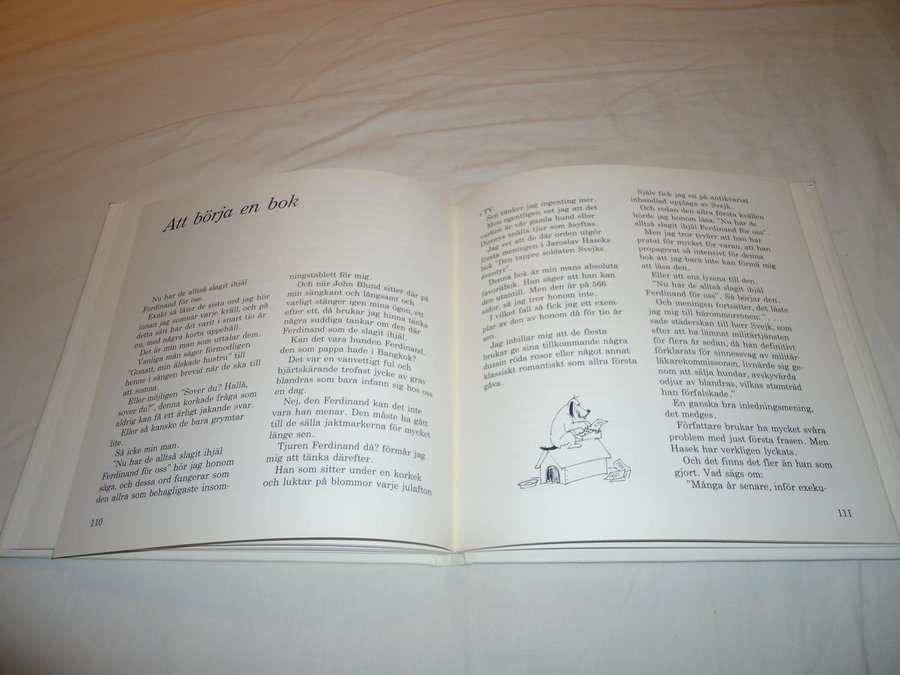 Att börja en bok
Nu har de alltså slagit ihjäl
Ferdinand för oss.
Exakt så låter de sista ord jag hör
innan jag somnar varje kväll, och på
detta sätt har det varit i snart tio år
nu, med några korta uppehåll.
Det är min man som uttalar dem.
Vanliga män säger förmodligen
"Gonatt, min älskade hustru" till
henne i sängen bredvid när de ska till
att somna.
Eller möjligen "Sover du? Hallå,
sover du?", denna korkade fråga som
aldrig kan få ett ärligt jakande svar.
Eller så kanske de bara grymtar
lite.
Så icke min man.
"Nu har de alltså slagit ihjäl
Ferdinand för oss" hör jag honom
säga, och dessa ord fungerar som
den allra som behagligaste insom-
110
ningstablett för mig.
Och när John Blund sitter där på
min sängkant och långsamt och
varligt stänger igen mina ögon, ett
efter ett, då brukar jag hinna tänka
några suddiga tankar om den där
Ferdinand som de slagit ihjäl.
Kan det vara hunden Ferdinand,
den som pappa hade i Bangkok?
Det var en vanvettigt ful och
hjärtskärande trofast jycke av grav
blandras som bara infann sig hos oss
en dag.
Nej, den Ferdinand kan det inte
vara han menar. Den måste ha gått
till de sälla jaktmarkerna för mycket
länge sen.
Tjuren Ferdinand då? förmår jag
mig att tänka därefter.
Han som sitter under en korkek
och luktar på blommor varje julafton
i TV.
Sen tänker jag ingenting mer.
Men egentligen vet jag att det
varken är vår gamla hund eller
Disneys snälla tjur som åsyftas.
Jag vet att de där orden utgör
första meningen i Jaroslav Haseks
bok "Den tappre soldaten Svejks
äventyr".
Denna bok är min mans absoluta
favoritbok. Han säger att han kan
den utantill. Men den är på 566
sidor, så jag tror honom inte.
I vilket fall så fick jag ett exem-
plar av den av honom då för tio år
sen.
Jag inbillar mig att de flesta
brukar ge sina tillkommande några
dussin röda rosor eller något annat
klassiskt romantiskt som allra första
gåva.
Själv fick jag en på antikvariat
inhandlad upplaga av Svejk.
Och redan den allra första kvällen
hörde jag honom läsa: "Nu har de
alltså slagit ihjäl Ferdinand för oss".
Men jag tror tyvärr att han har
pratat för mycket för varan, att han
propagerat så intensivt för denna
bok att jag bara inte kan förmå mig
att läsa den.
Eller att ens lyssna till den.
"Nu har de alltså slagit ihjäl
Ferdinand för oss". Så börjar den.
Och meningen fortsätter, det läste
jag mig till häromorronen: ". . .
sade städerskan till herr Svejk, som
efter att ha lämnat militärtjänsten
för flera år sedan, då han definitivt
förklarats för sinnessvag av militär-
läkarekommissionen, livnärde sig ge-
nom att sälja hundar, avskyvärda
odjur av blandras, vilkas stamträd
han förfalskade."
En ganska bra inledningsmening,
det medges.
Författare brukar ha mycket svåra
problem med just första frasen. Men
Hasek har verkligen lyckats.
Och det finns det fler än han som
gjort. Vad sägs om:
"Många år senare, inför exeku-
111